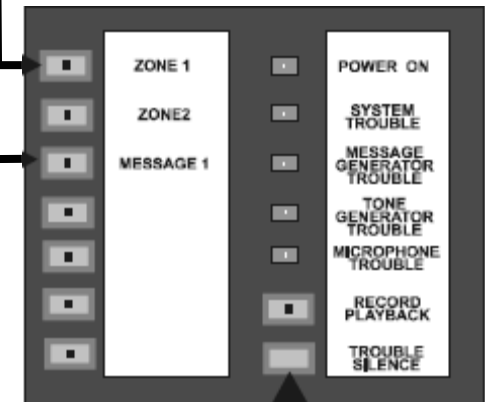 ZONE 1
ZONE2
MESSAGE 1
POWER ON
SYSTEM
TROUBLE
MESSAGE
GENERATOR
TROUBLE
TONE
GENERATOR
TROUBLE
MICROPHONE
TROUBLE
RECORD
PLAYBACK
TROUBLE
SILENCE